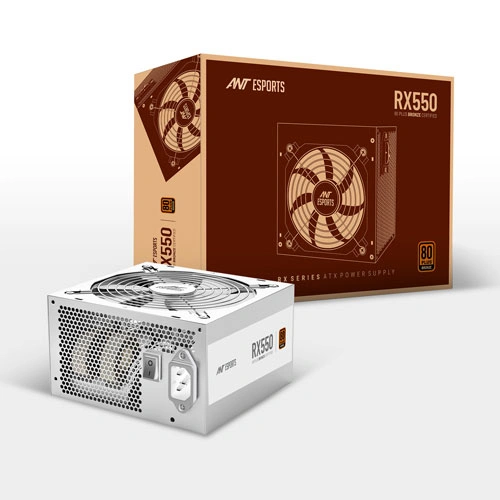 ANT ESPORTS
RX550
80 PLUS BRONZE CERTIFIED
ANT
ESPORTS
80
PLUS
BRONZE
RX SERIES ATX POWER SUPPLY
RX550
ANT ESPORTS
ANT ESPORTS
RX550